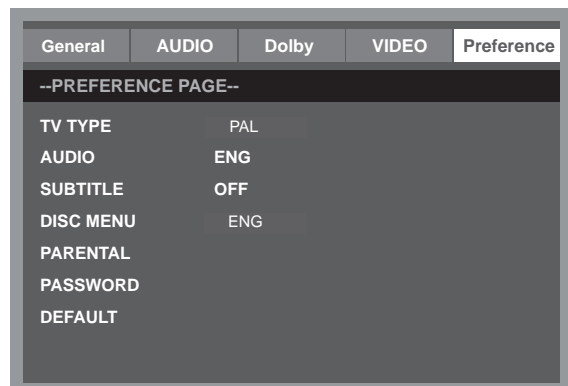 General AUDIO Dolby VIDEO Preference
--PREFERENCE PAGE--
TV TYPE PAL
AUDIO ENG
SUBTITLE OFF
DISC MENU ENG
PARENTAL
PASSWORD
DEFAULT